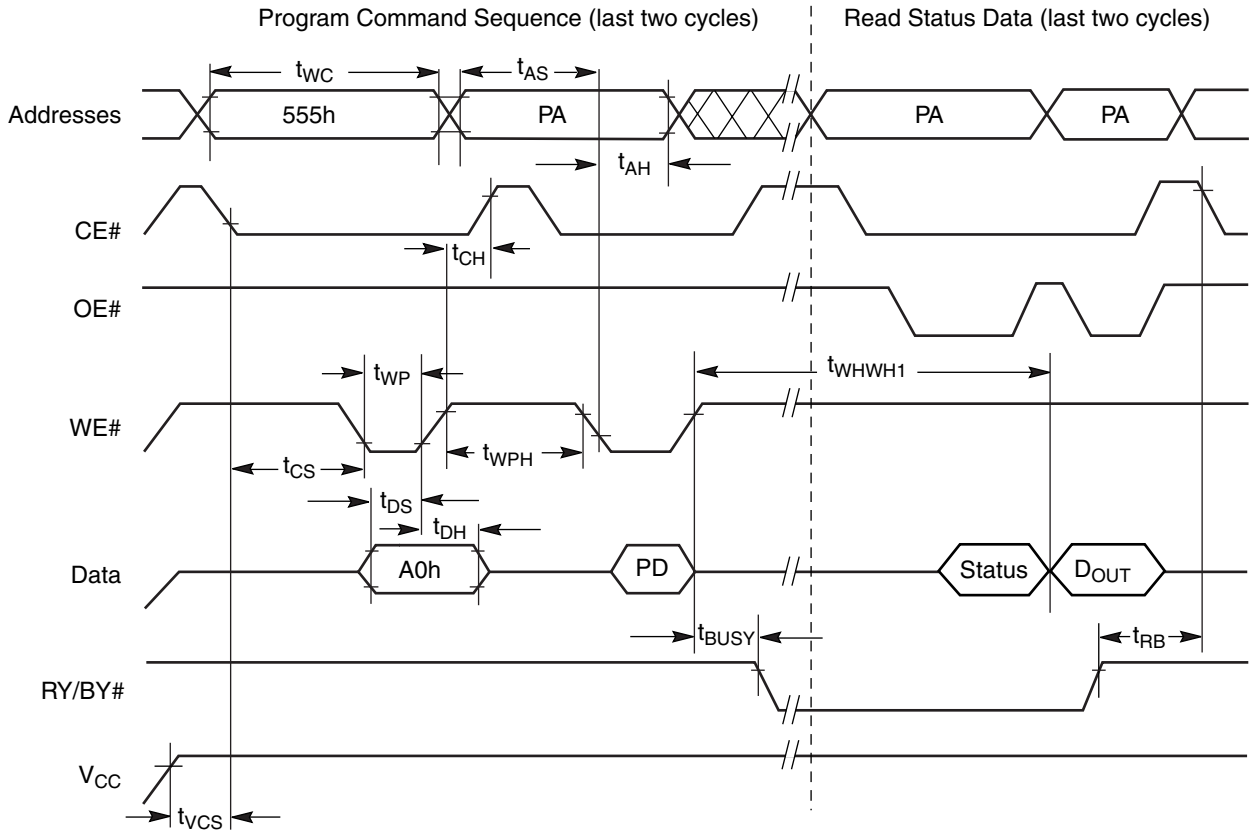 Program Command Sequence (last two cycles)
Read Status Data (last two cycles)
tWC
tAS
Addresses
555h
PA
PA
PA
tAH
CE#
tCH
OE#
tWP
tWHWH1
WE#
tCS
tWPH
tDS
tDH
Data
A0h
PD
Status
DOUT
tBUSY
tRB
RY/BY#
VCC
tVCS